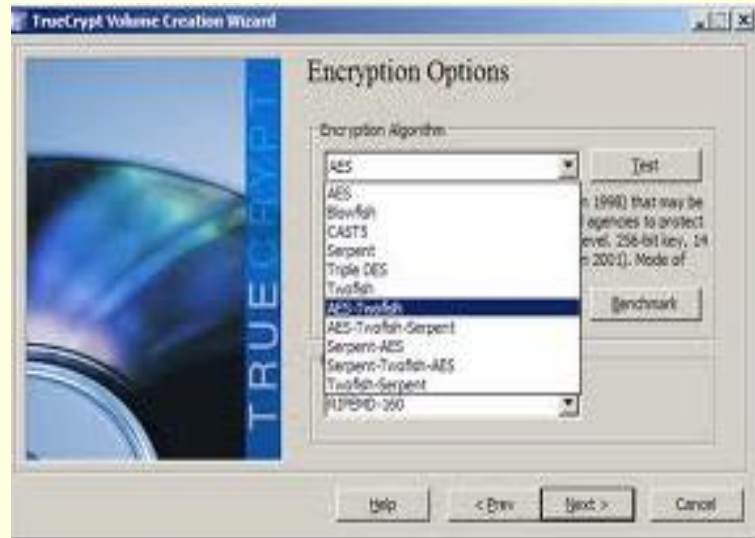 TrueCrypt Volume Creation Wizard
TRUECRYPT
Encryption Options
Encryption Algorithm
AES
Test
AES
Blowfish
CAST5
Serpent
Triple DES
Twofish
AES-Twofish
AES-Twofish-Serpent
Serpent-AES
Serpent-Twofish-AES
Twofish-Serpent
n 1998) that may be
agencies to protect
evel. 256-bit key, 14
n 2001). Mode of
Benchmark
RIPEMD-160
Help
< Prev
Next >
Cancel